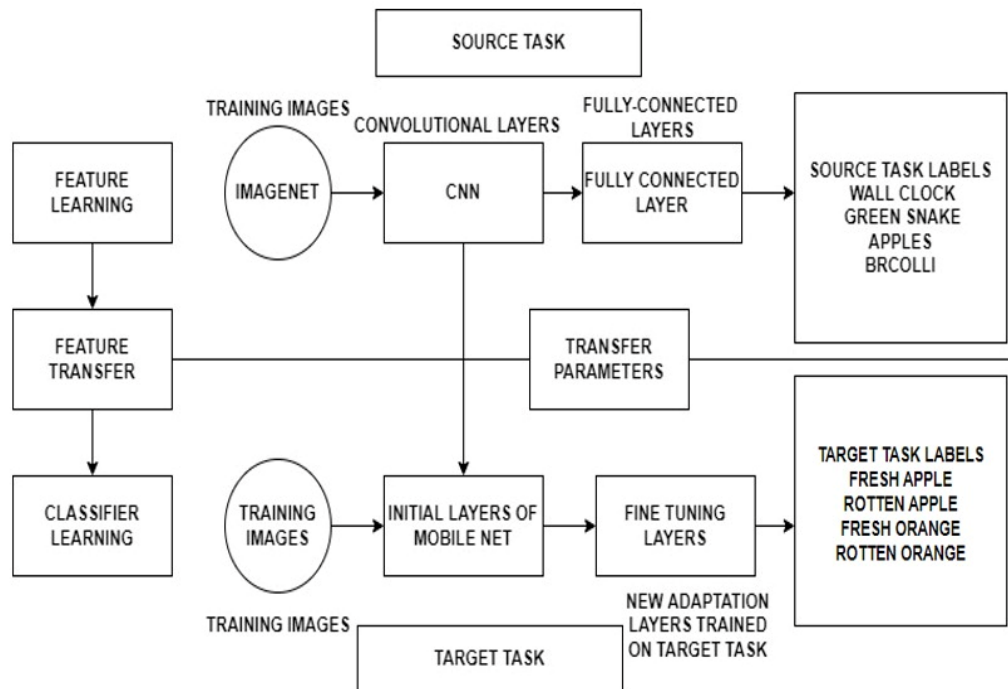 SOURCE TASK
TRAINING IMAGES
CONVOLUTIONAL LAYERS
FULLY-CONNECTED
LAYERS
FEATURE
LEARNING
IMAGENET
CNN
FULLY CONNECTED
LAYER
SOURCE TASK LABELS
WALL CLOCK
GREEN SNAKE
APPLES
BRCOLLI
FEATURE
TRANSFER
TRANSFER
PARAMETERS
CLASSIFIER
LEARNING
TRAINING
IMAGES
INITIAL LAYERS OF
MOBILE NET
FINE TUNING
LAYERS
TARGET TASK LABELS
FRESH APPLE
ROTTEN APPLE
FRESH ORANGE
ROTTEN ORANGE
TRAINING IMAGES
NEW ADAPTATION
LAYERS TRAINED
ON TARGET TASK
TARGET TASK